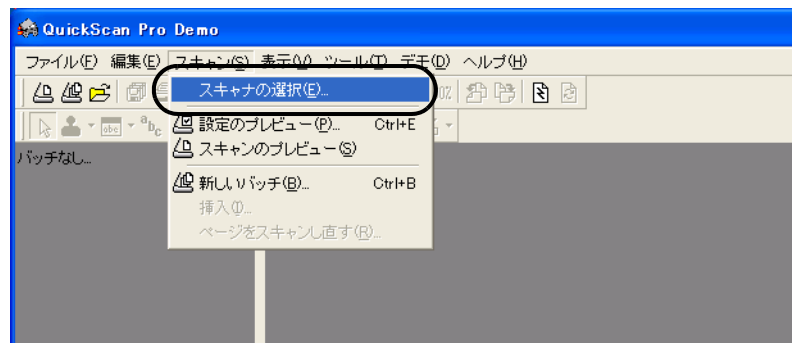 QuickScan Pro Demo
ファイル(F) 編集(E) スキャン(S) 表示(V) ツール(T) デモ(D) ヘルプ(H)
スキャナの選択(E)...
設定のプレビュー(P)... Ctrl+E
スキャンのプレビュー(S)
バッチなし...
新しいバッチ(B)... Ctrl+B
挿入(I)...
ページをスキャンし直す(R)...